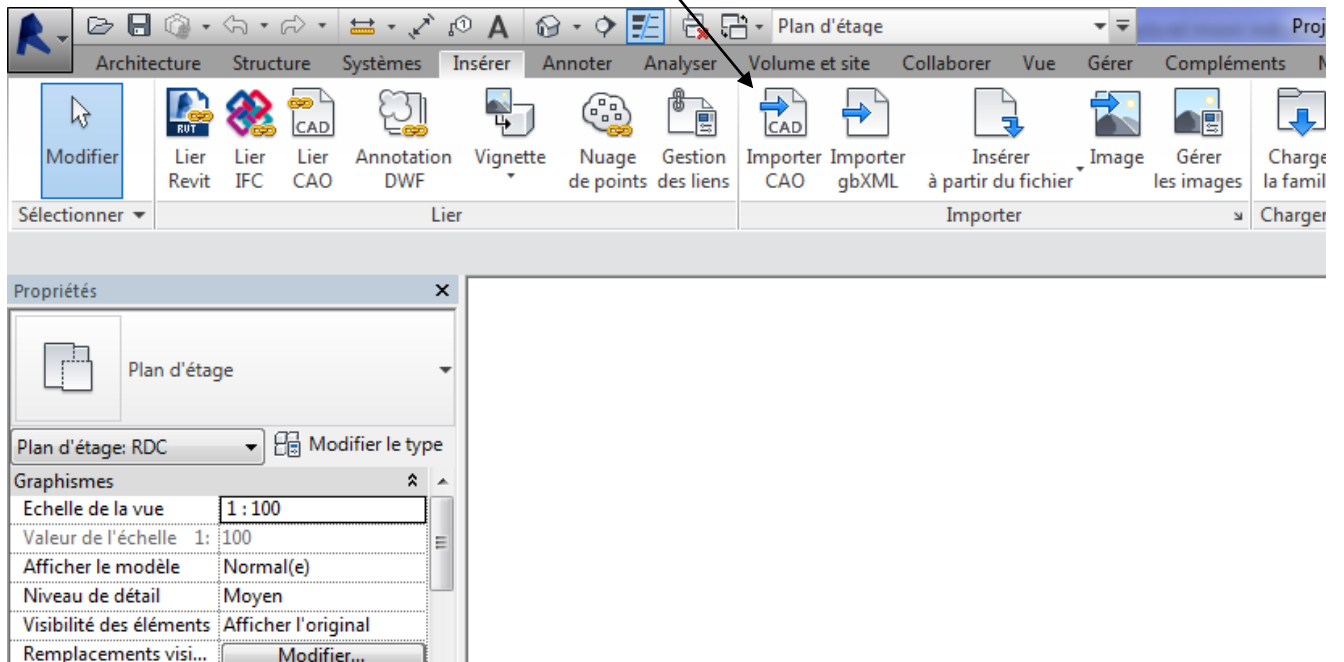 Plan d'étage
Proj
Architecture Structure Systèmes Insérer Annoter Analyser Volume et site Collaborer Vue Gérer Compléments
RVT CAD CAD
Modifier Lier Lier Lier Annotation Vignette Nuage Gestion Importer Importer Insérer Image Gérer Charge
Revit IFC CAO DWF de points des liens CAO gbXML à partir du fichier les images la famil
Sélectionner Lier Importer Charger
Propriétés
Plan d'étage
Plan d'étage: RDC Modifier le type
Graphismes
Echelle de la vue 1 : 100
Valeur de l'échelle 1: 100
Afficher le modèle Normal(e)
Niveau de détail Moyen
Visibilité des éléments Afficher l'original
Remplacements visi... Modifier...